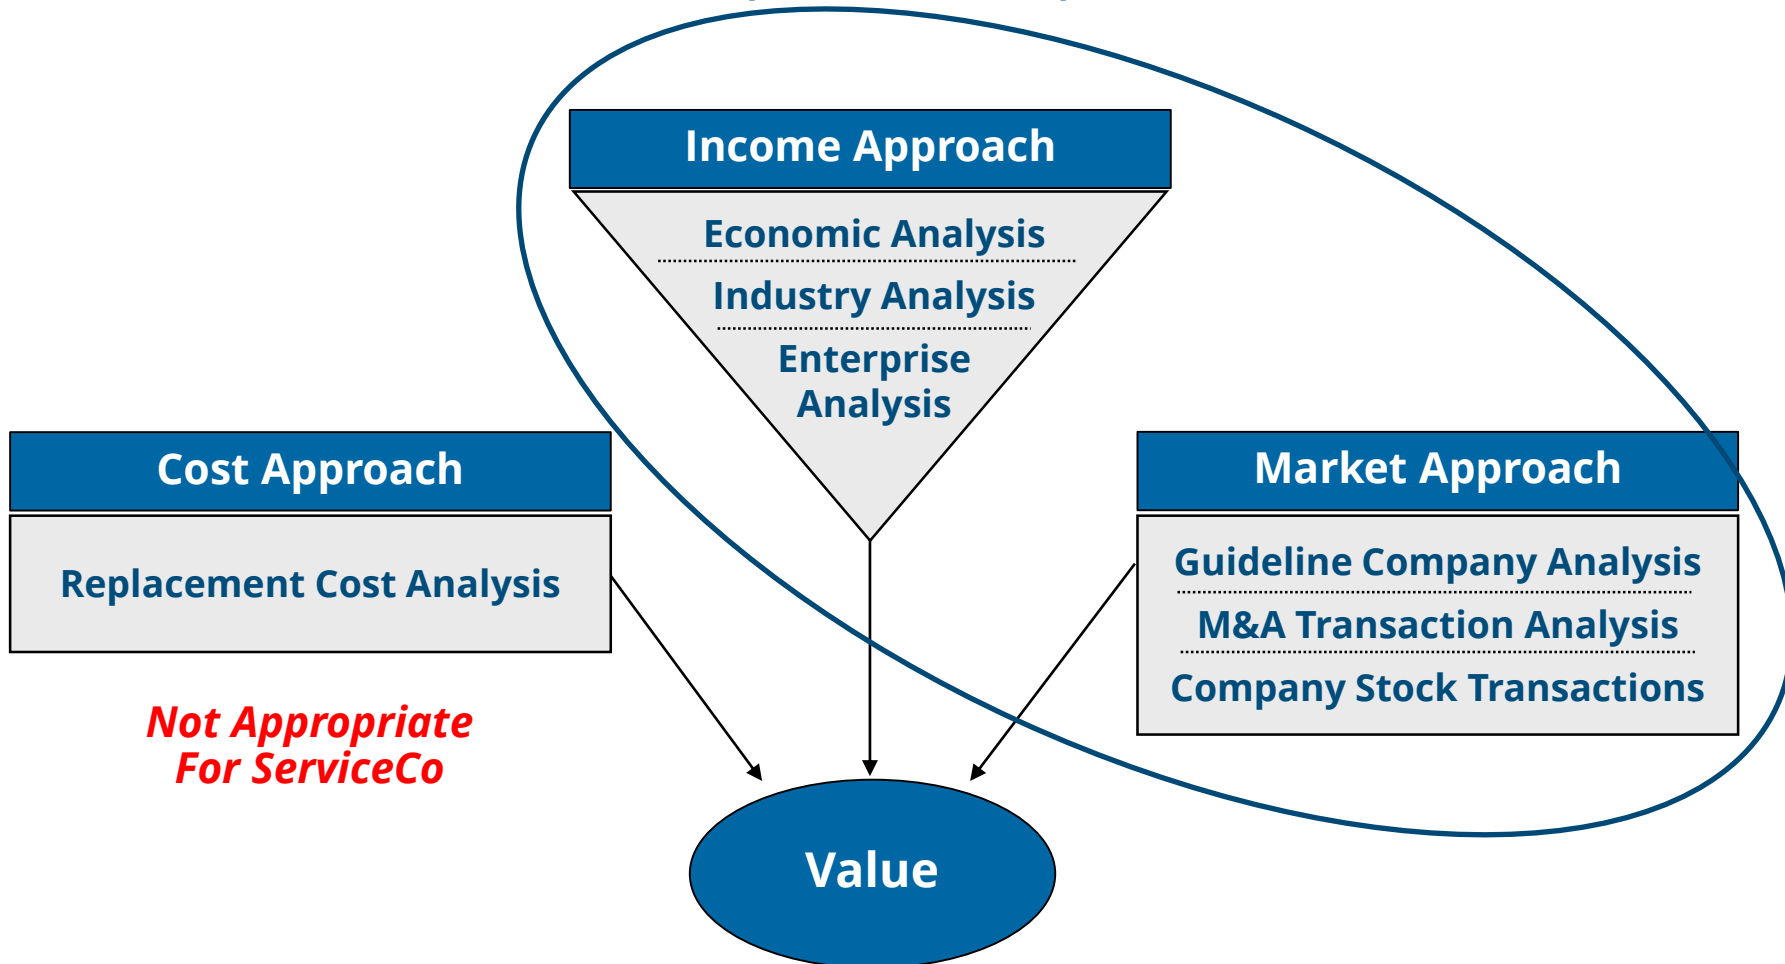 Income Approach
Economic Analysis
Industry Analysis
Enterprise
Analysis
Cost Approach
Replacement Cost Analysis
Not Appropriate
For ServiceCo
Market Approach
Guideline Company Analysis
M&A Transaction Analysis
Company Stock Transactions
Value